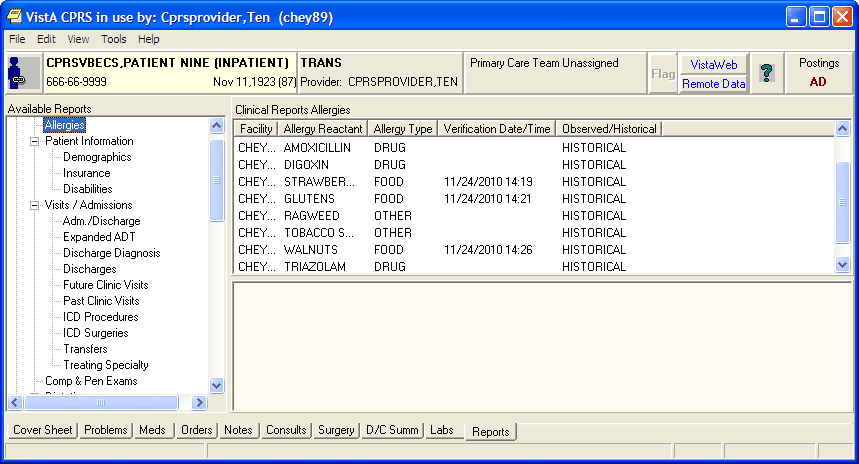 VistA CPRS in use by: Cprsprovider,Ten (chey89)
File Edit View Tools Help
CPRSVBECS,PATIENT NINE (INPATIENT)
666-66-9999 Nov 11,1923 (87)
TRANS
Provider: CPRSPROVIDER,TEN
Primary Care Team Unassigned
Flag
VistaWeb
Remote Data
?
Postings
AD
Available Reports
Allergies
Patient Information
Demographics
Insurance
Disabilities
Visits / Admissions
Adm./Discharge
Expanded ADT
Discharge Diagnosis
Discharges
Future Clinic Visits
Past Clinic Visits
ICD Procedures
ICD Surgeries
Transfers
Treating Specialty
Comp & Pen Exams
Clinical Reports Allergies
Facility Allergy Reactant Allergy Type Verification Date/Time Observed/Historical
CHEY... AMOXICILLIN DRUG HISTORICAL
CHEY... DIGOXIN DRUG HISTORICAL
CHEY... STRAWBER... FOOD 11/24/2010 14:19 HISTORICAL
CHEY... GLUTENS FOOD 11/24/2010 14:21 HISTORICAL
CHEY... RAGWEED OTHER HISTORICAL
CHEY... TOBACCO S... OTHER HISTORICAL
CHEY... WALNUTS FOOD 11/24/2010 14:26 HISTORICAL
CHEY... TRIAZOLAM DRUG HISTORICAL
Cover Sheet Problems Meds Orders Notes Consults Surgery D/C Summ Labs Reports